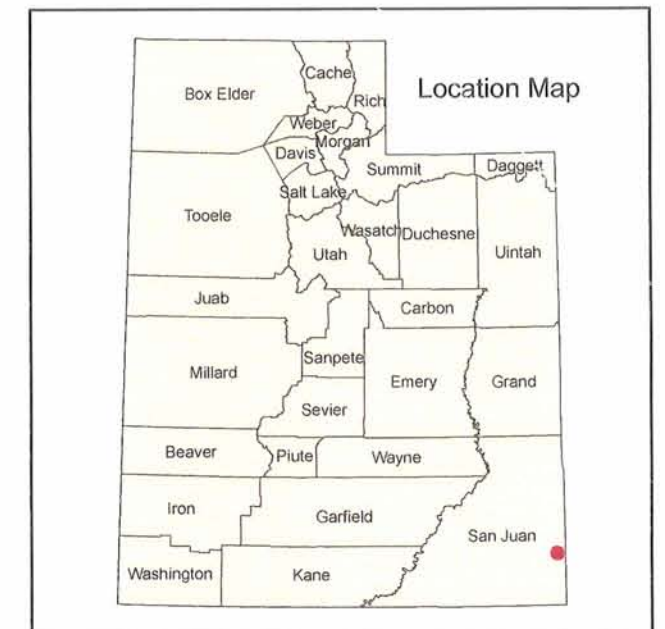 Location Map
Cache
Box Elder
Rich
Weber
Morgan
Davis
Summit
Daggett
Salt Lake
Tooele
Wasatch
Duchesne
Utah
Uintah
Juab
Carbon
Sanpete
Millard
Emery
Grand
Sevier
Beaver
Piute
Wayne
Iron
Garfield
San Juan
Washington
Kane